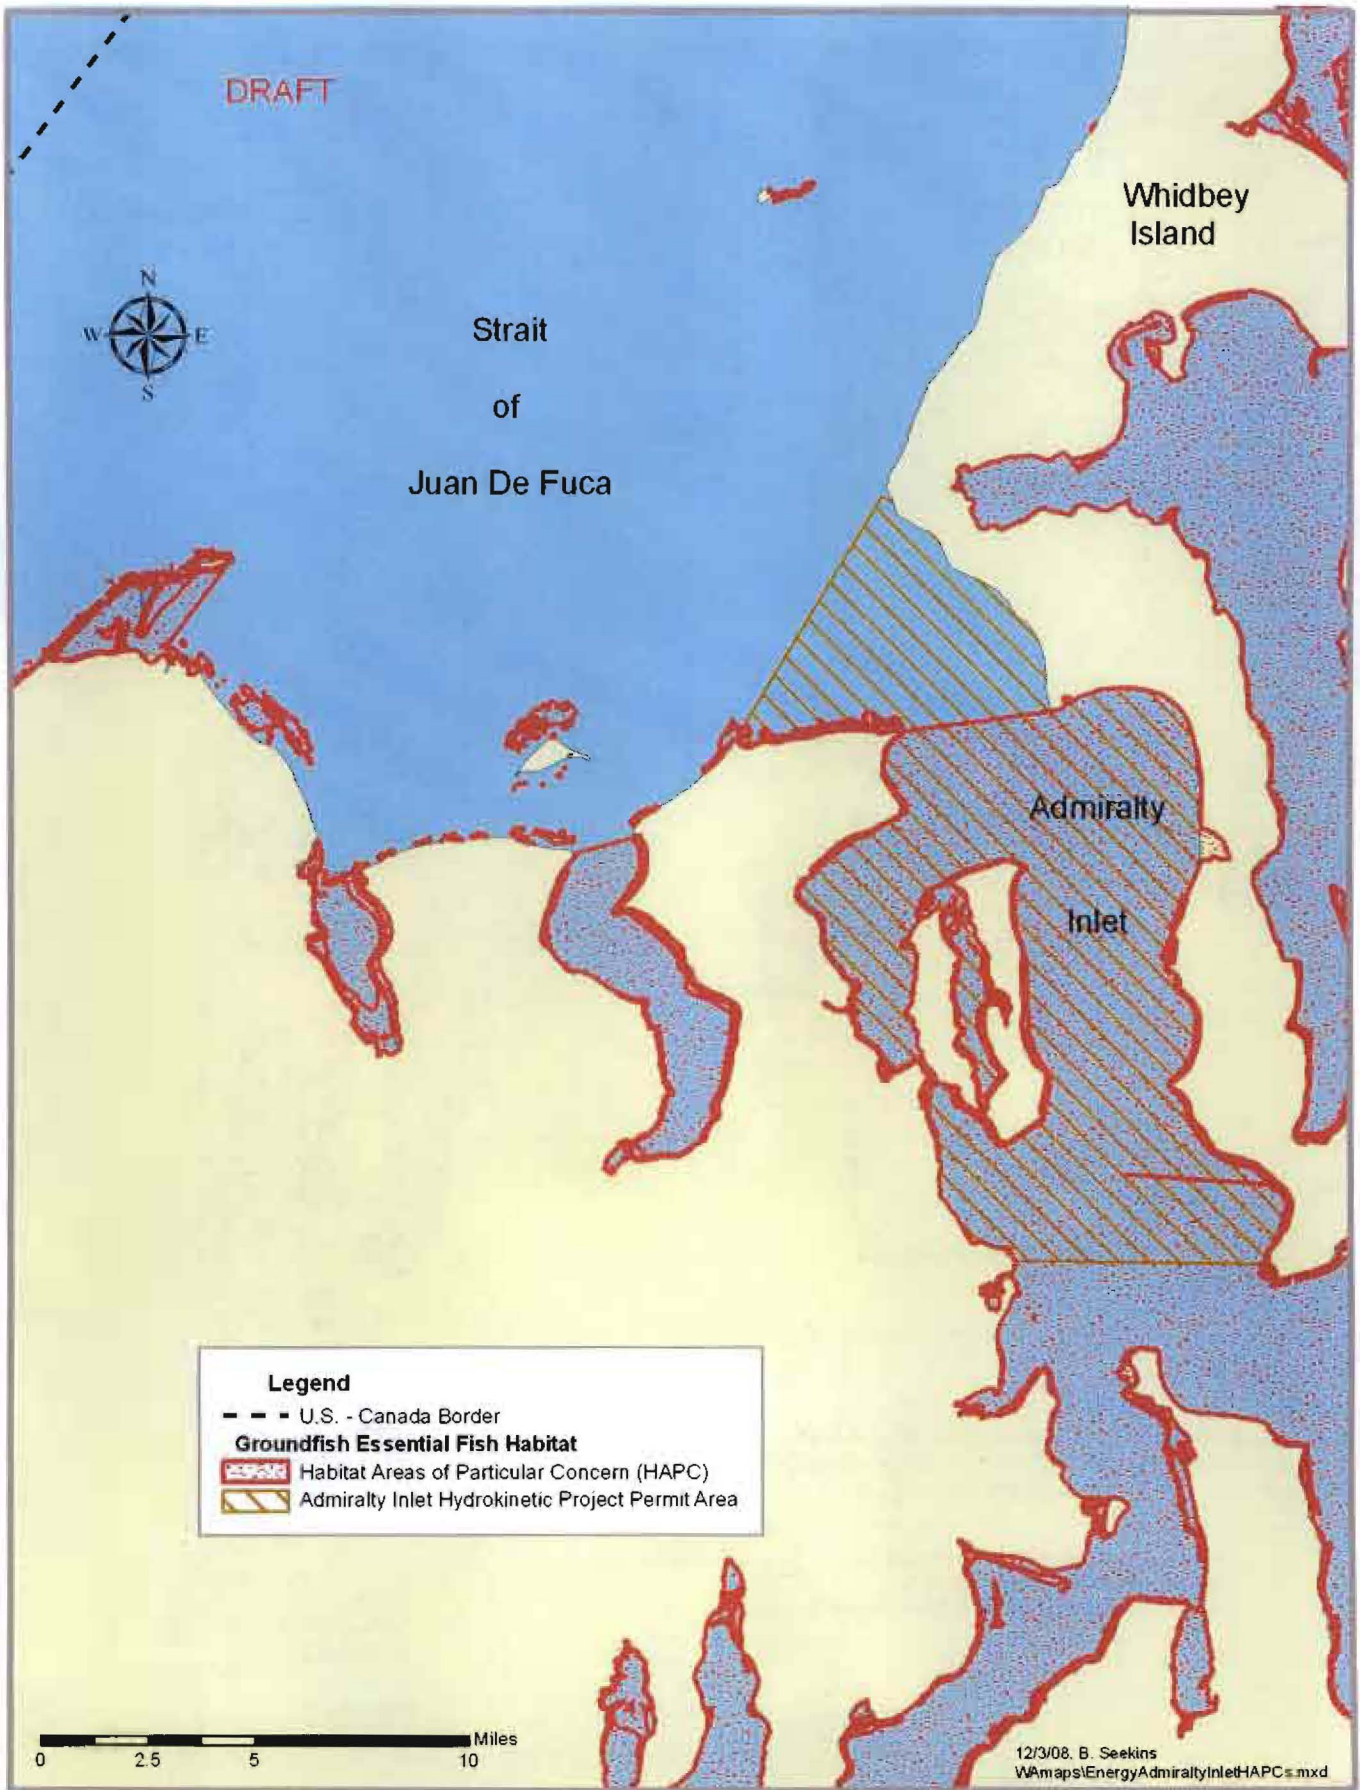 DRAFT
Whidbey
Island
N
W E
S
Strait
of
Juan De Fuca
Admiralty
Inlet
Legend
U.S. - Canada Border
Groundfish Essential Fish Habitat
Habitat Areas of Particular Concern (HAPC)
Admiralty Inlet Hydrokinetic Project Permit Area
Miles
0 2.5 5 10
12/3/08. B. Seekins
WAmaps\EnergyAdmiraltyInletHAPCs.mxd